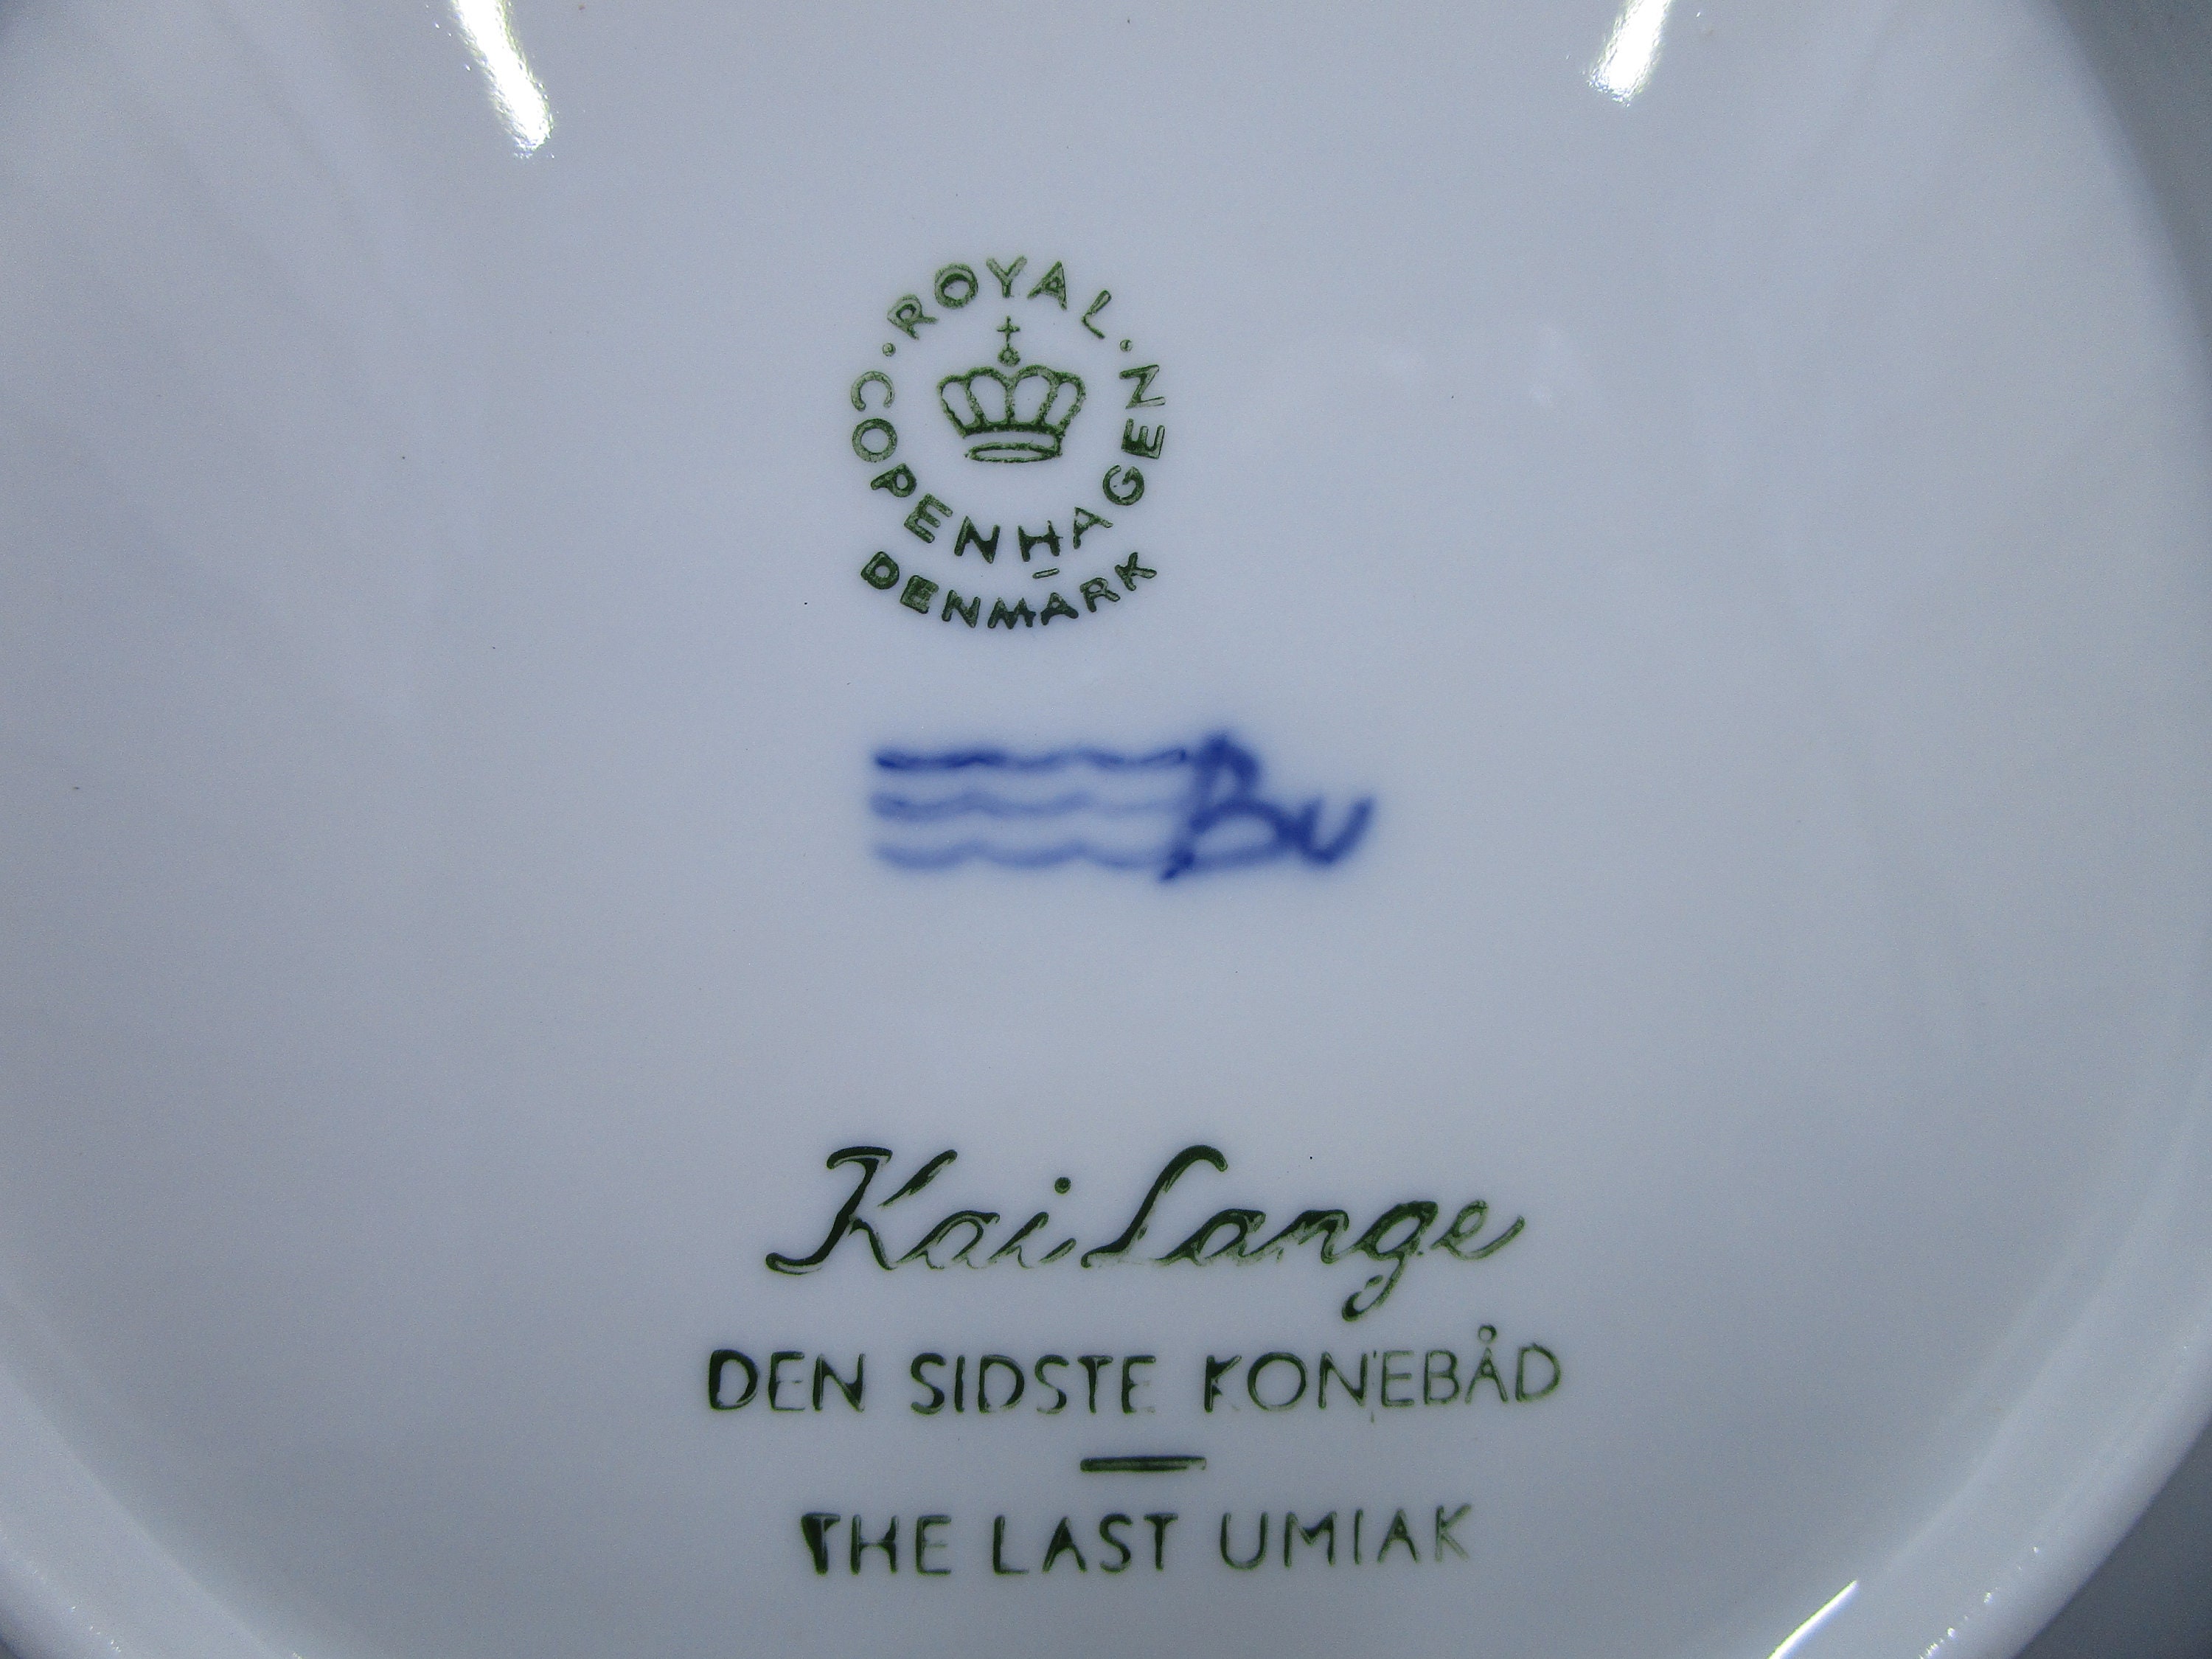 ROYAL
COPENHAGEN
DENMARK
Bu
Kai Lange
DEN SIDSTE KONEBÅD
THE LAST UMIAK